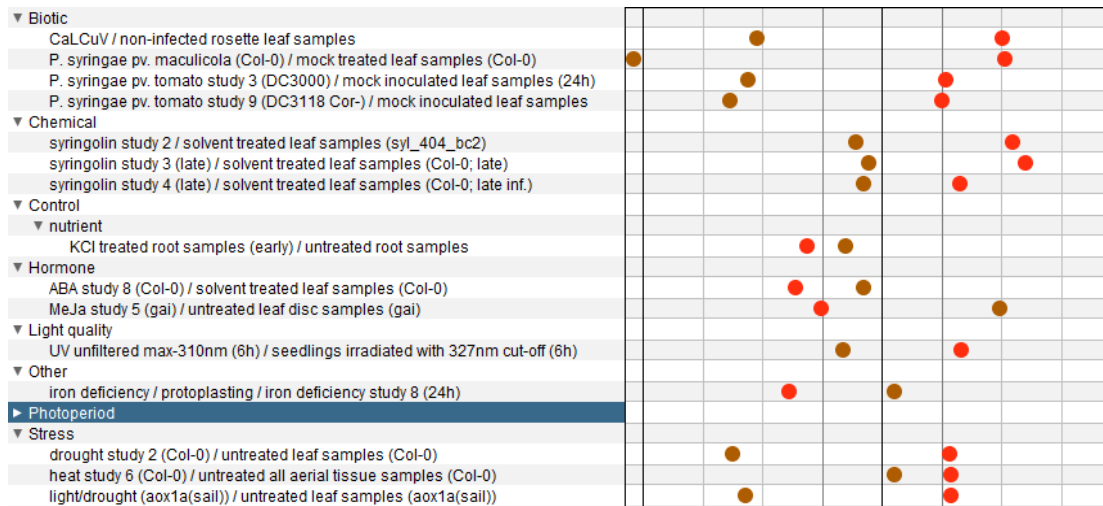 Biotic
CaLCuV / non-infected rosette leaf samples
P. syringae pv. maculicola (Col-0) / mock treated leaf samples (Col-0)
P. syringae pv. tomato study 3 (DC3000) / mock inoculated leaf samples (24h)
P. syringae pv. tomato study 9 (DC3118 Cor-) / mock inoculated leaf samples
Chemical
syringolin study 2 / solvent treated leaf samples (syl_404_bc2)
syringolin study 3 (late) / solvent treated leaf samples (Col-0; late)
syringolin study 4 (late) / solvent treated leaf samples (Col-0; late inf.)
Control
nutrient
KCl treated root samples (early) / untreated root samples
Hormone
ABA study 8 (Col-0) / solvent treated leaf samples (Col-0)
MeJa study 5 (gai) / untreated leaf disc samples (gai)
Light quality
UV unfiltered max-310nm (6h) / seedlings irradiated with 327nm cut-off (6h)
Other
iron deficiency / protoplasting / iron deficiency study 8 (24h)
Photoperiod
Stress
drought study 2 (Col-0) / untreated leaf samples (Col-0)
heat study 6 (Col-0) / untreated all aerial tissue samples (Col-0)
light/drought (aox1a(sail)) / untreated leaf samples (aox1a(sail))